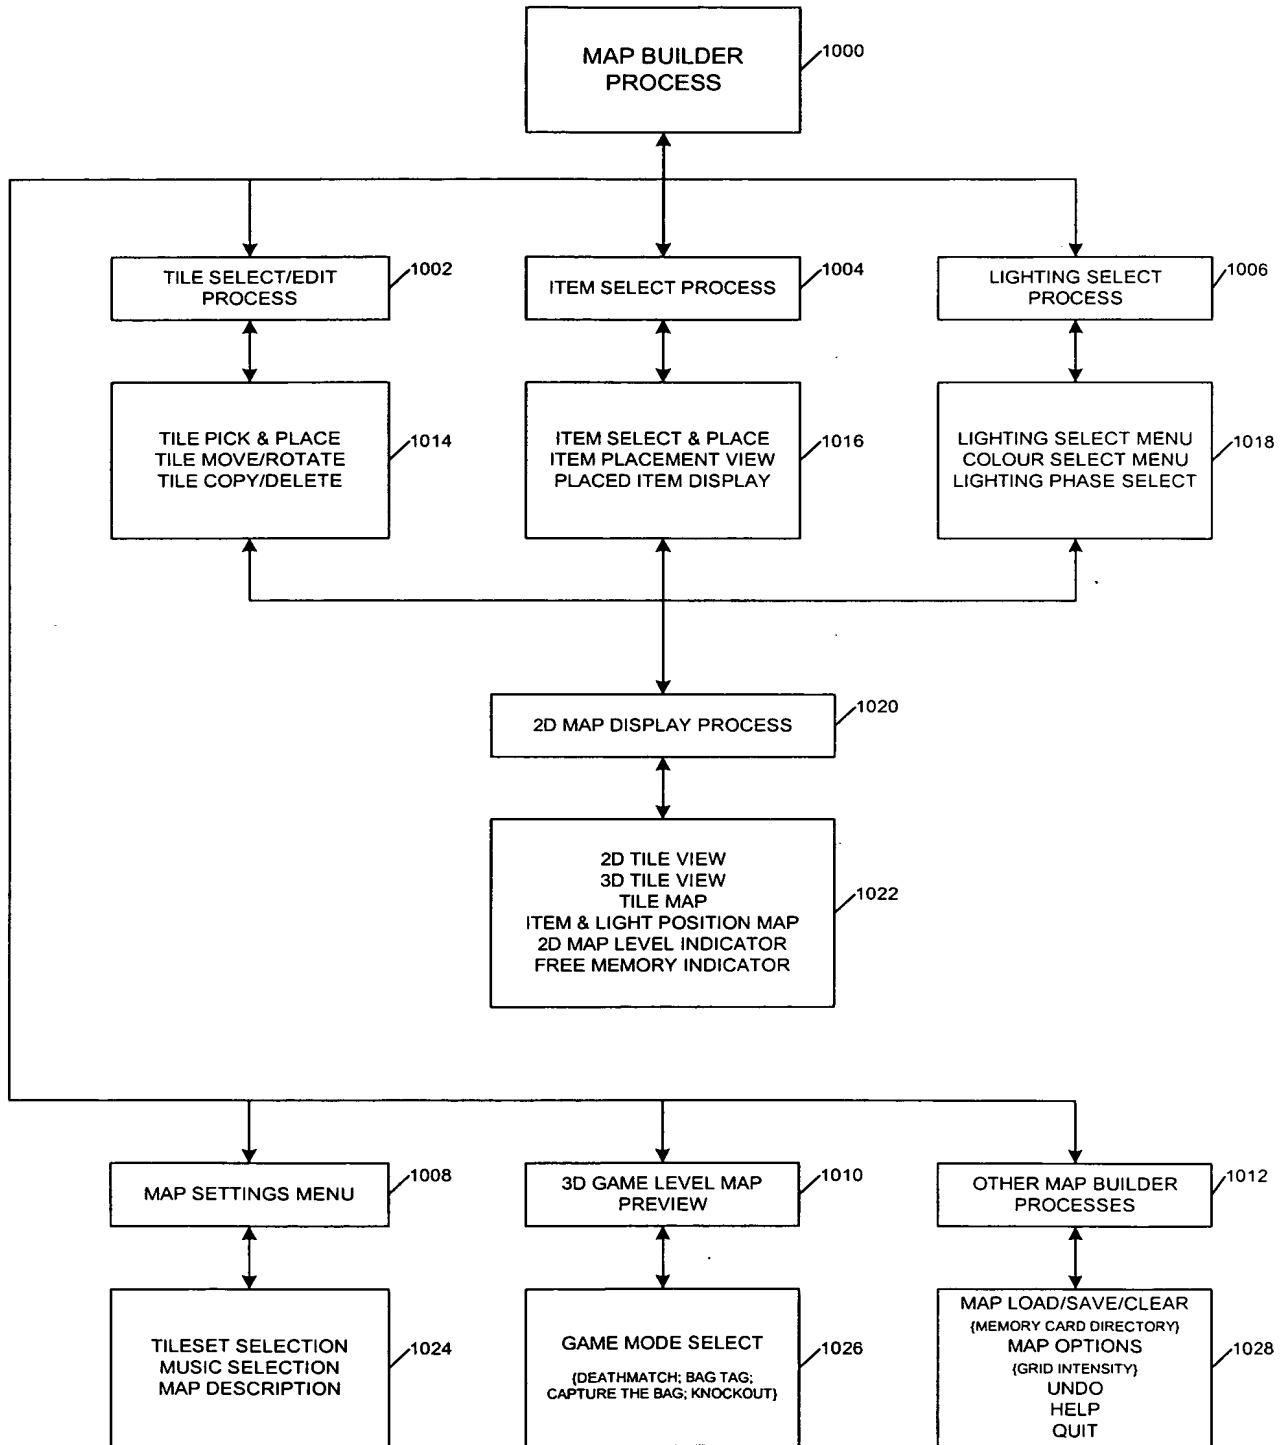 MAP BUILDER
PROCESS
1000
TILE SELECT/EDIT
PROCESS
1002
ITEM SELECT PROCESS
1004
LIGHTING SELECT
PROCESS
1006
TILE PICK & PLACE
TILE MOVE/ROTATE
TILE COPY/DELETE
1014
ITEM SELECT & PLACE
ITEM PLACEMENT VIEW
PLACED ITEM DISPLAY
1016
LIGHTING SELECT MENU
COLOUR SELECT MENU
LIGHTING PHASE SELECT
1018
2D MAP DISPLAY PROCESS
1020
2D TILE VIEW
3D TILE VIEW
TILE MAP
ITEM & LIGHT POSITION MAP
2D MAP LEVEL INDICATOR
FREE MEMORY INDICATOR
1022
MAP SETTINGS MENU
1008
3D GAME LEVEL MAP
PREVIEW
1010
OTHER MAP BUILDER
PROCESSES
1012
TILESET SELECTION
MUSIC SELECTION
MAP DESCRIPTION
1024
GAME MODE SELECT
{DEATHMATCH; BAG TAG;
CAPTURE THE BAG; KNOCKOUT}
1026
MAP LOAD/SAVE/CLEAR
{MEMORY CARD DIRECTORY}
MAP OPTIONS
{GRID INTENSITY}
UNDO
HELP
QUIT
1028